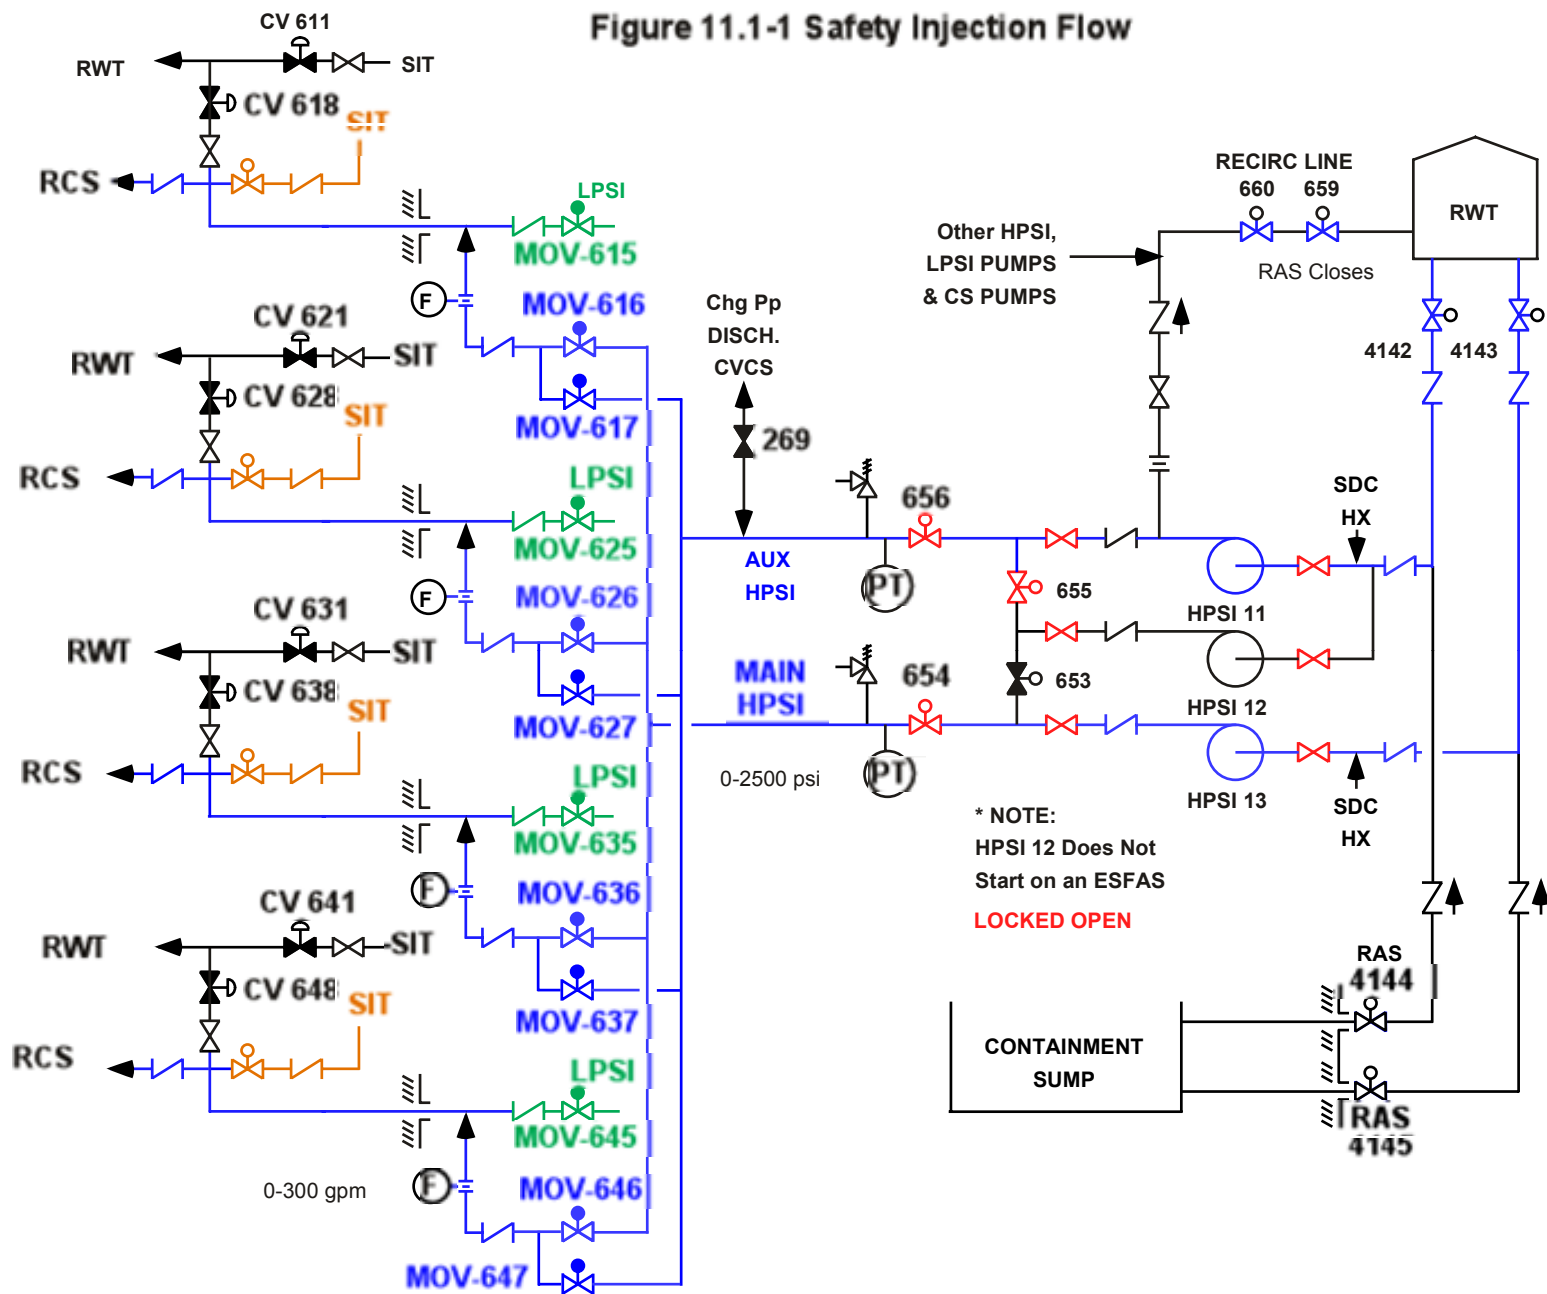 Figure 11.1-1 Safety Injection Flow
CV 611
RWT
SIT
CV 618
SIT
RCS
LPSI
MOV-615
F
MOV-616
MOV-617
CV 621
RWT
SIT
CV 628
SIT
RCS
LPSI
MOV-625
F
MOV-626
MOV-627
CV 631
RWT
SIT
CV 638
SIT
RCS
LPSI
MOV-635
F
MOV-636
MOV-637
CV 641
RWT
SIT
CV 648
SIT
RCS
LPSI
MOV-645
0-300 gpm
F
MOV-646
MOV-647
Chg Pp
DISCH.
CVCS
269
AUX
HPSI
MAIN
HPSI
0-2500 psi
656
PT
654
PT
655
653
Other HPSI,
LPSI PUMPS
& CS PUMPS
RECIRC LINE
660 659
RAS Closes
RWT
4142 4143
SDC
HX
HPSI 11
HPSI 12
HPSI 13
SDC
HX
* NOTE:
HPSI 12 Does Not
Start on an ESFAS
LOCKED OPEN
RAS
4144
CONTAINMENT
SUMP
RAS
4145